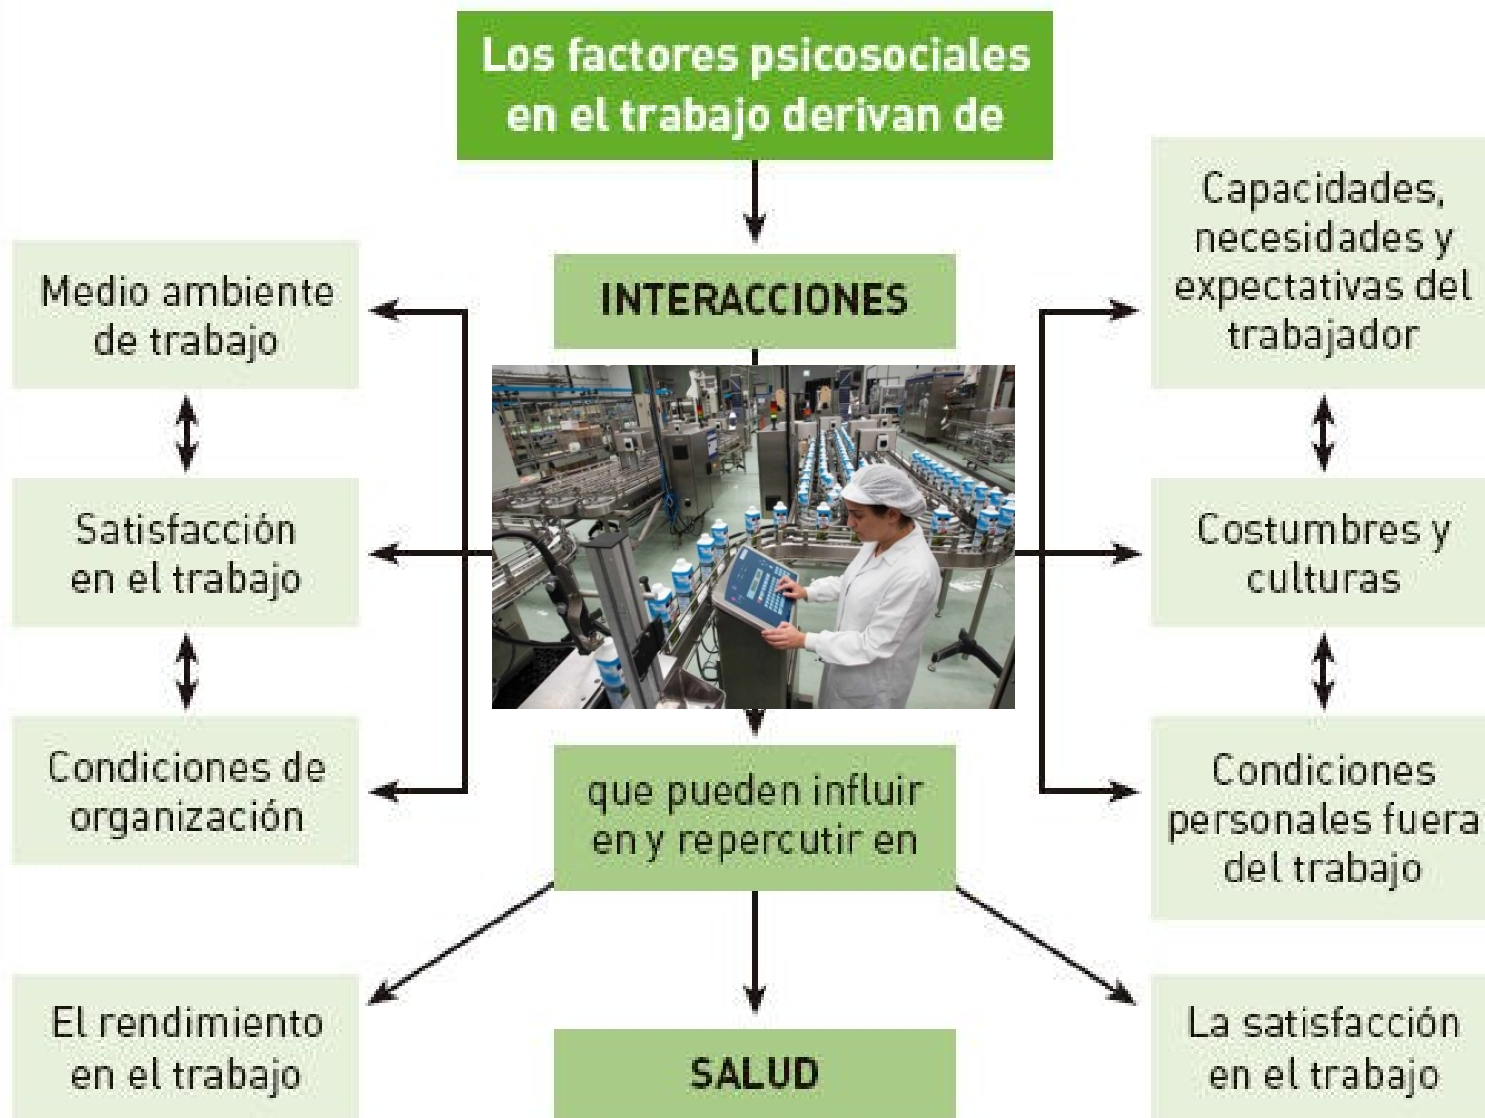 Los factores psicosociales
en el trabajo derivan de
INTERACCIONES
Medio ambiente
de trabajo
Satisfacción
en el trabajo
Condiciones de
organización
Capacidades,
necesidades y
expectativas del
trabajador
Costumbres y
culturas
Condiciones
personales fuera
del trabajo
que pueden influir
en y repercutir en
El rendimiento
en el trabajo
SALUD
La satisfacción
en el trabajo